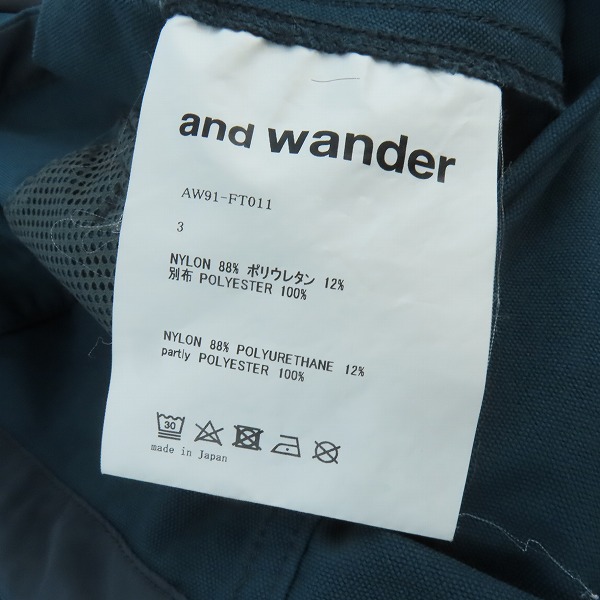 and wander
AW91-FT011
3
NYLON 88% ポリウレタン 12%
別布 POLYESTER 100%
NYLON 88% POLYURETHANE 12%
partly POLYESTER 100%
30
made in Japan